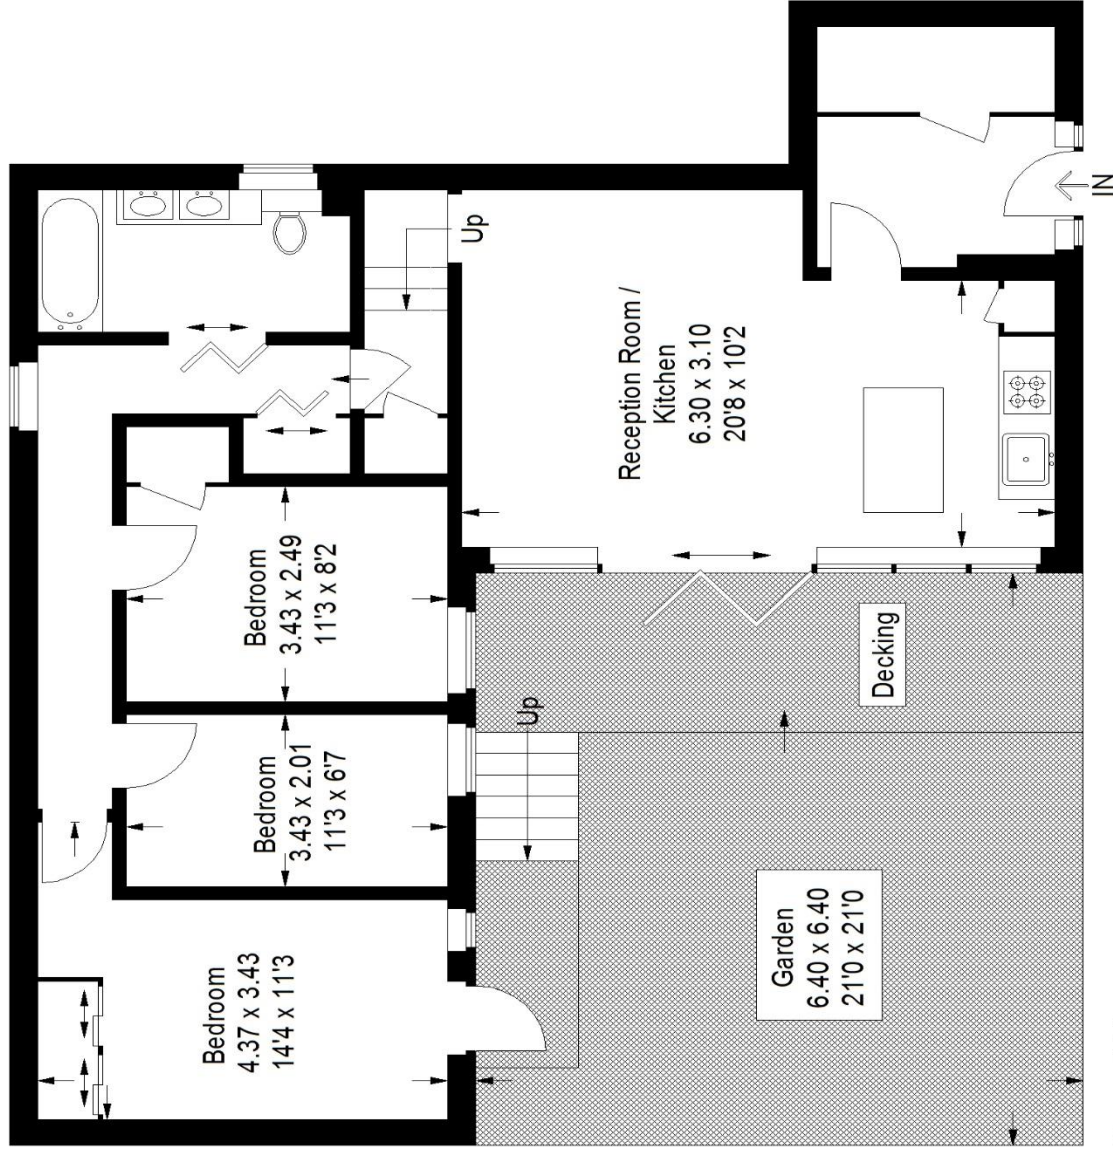 Up
IN
Reception Room /
Kitchen
6.30 x 3.10
20'8 x 10'2
Bedroom
3.43 x 2.49
11'3 x 8'2
Decking
Up
Bedroom
3.43 x 2.01
11'3 x 6'7
Garden
6.40 x 6.40
21'0 x 21'0
Bedroom
4.37 x 3.43
14'4 x 11'3